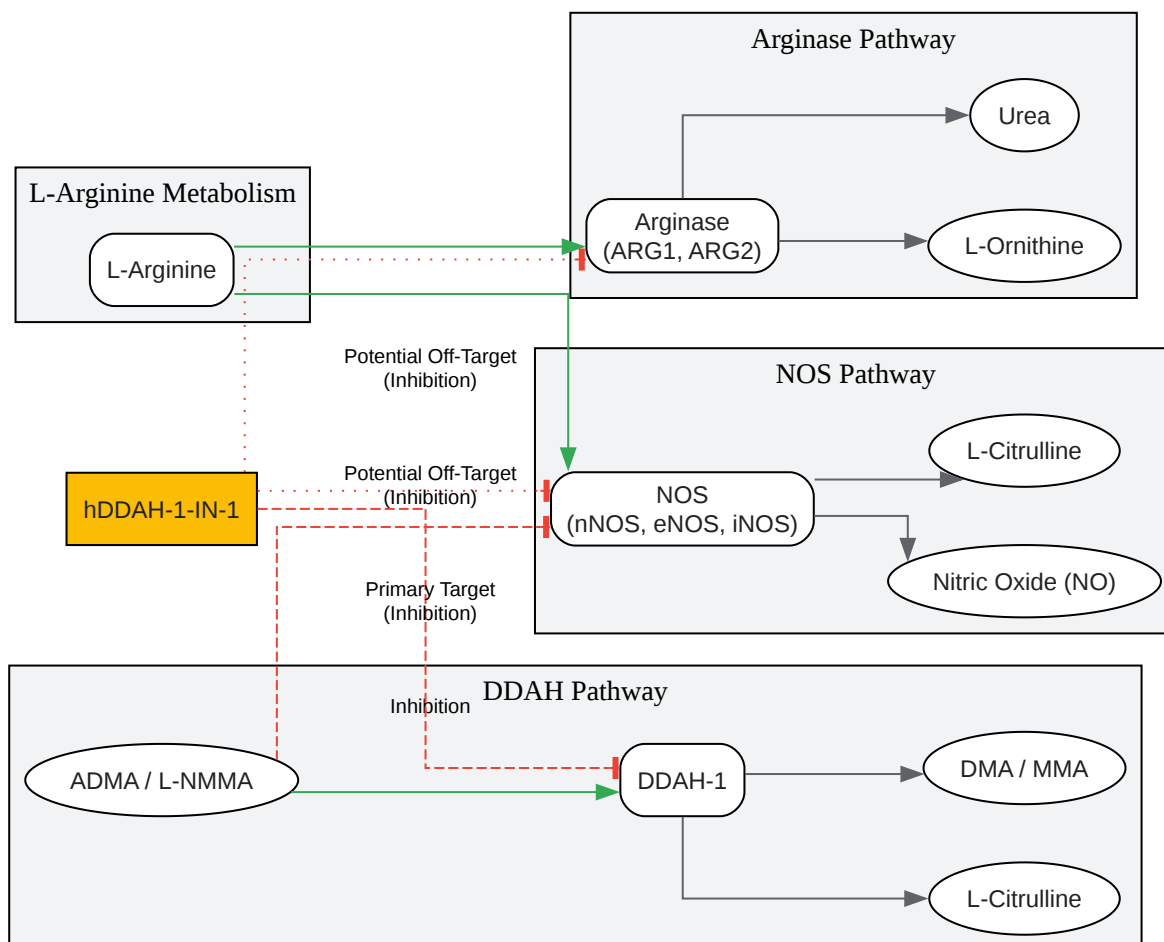 Arginase Pathway
Urea
L-Arginine Metabolism
Arginase
(ARG1, ARG2)
L-Ornithine
L-Arginine
Potential Off-Target
(Inhibition)
NOS Pathway
L-Citrulline
Potential Off-Target
(Inhibition)
hDDAH-1-IN-1
NOS
(nNOS, eNOS, iNOS)
Nitric Oxide (NO)
Primary Target
(Inhibition)
DDAH Pathway
Inhibition
ADMA / L-NMMA
DDAH-1
DMA / MMA
L-Citrulline